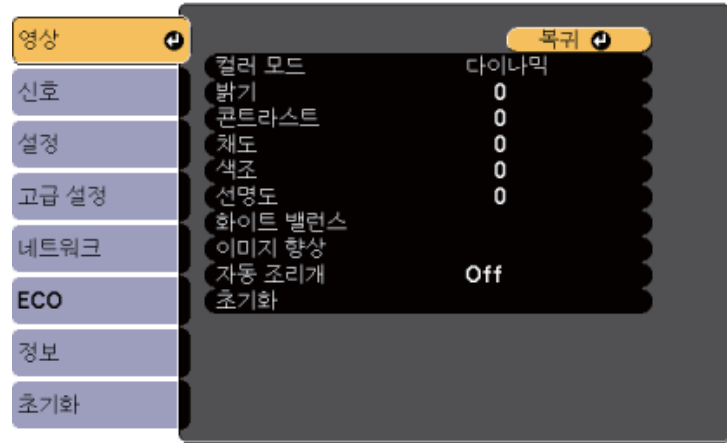 영상
신호
설정
고급 설정
네트워크
ECO
정보
초기화
복귀
컬러 모드 다이나믹
밝기 0
콘트라스트 0
채도 0
색조 0
선명도 0
화이트 밸런스
이미지 향상
자동 조리개 Off
초기화